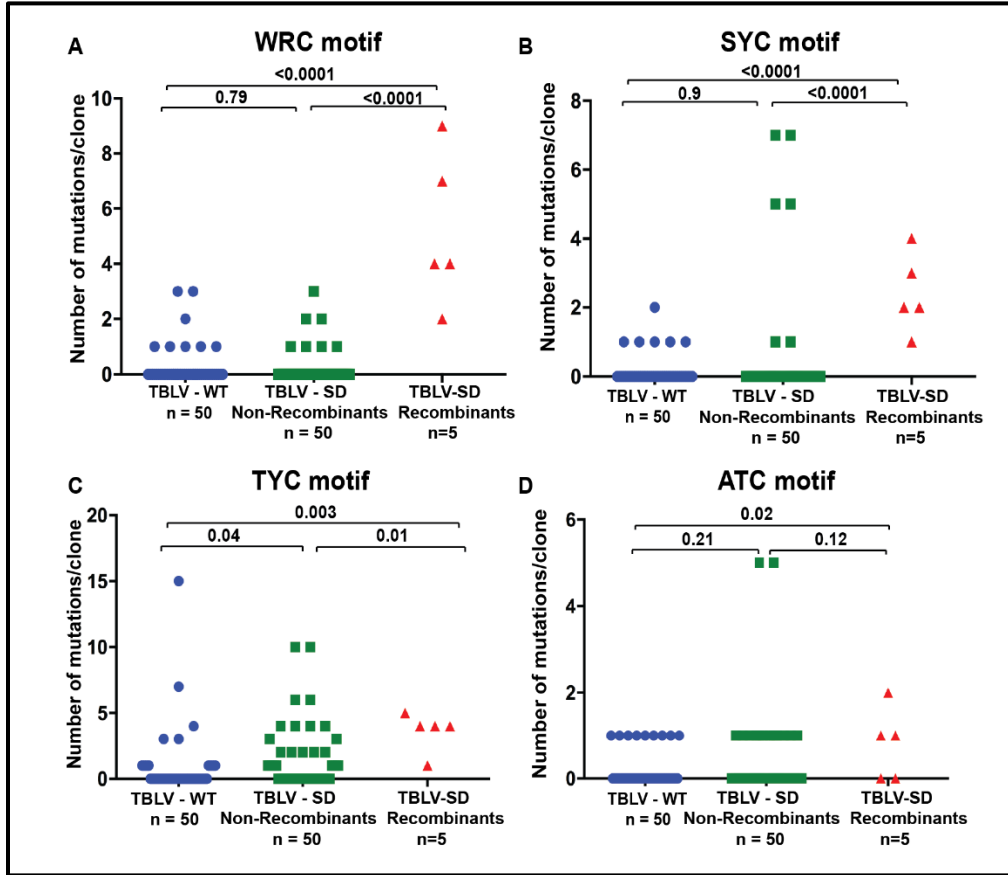 A
WRC motif
<0.0001
0.79
<0.0001
Number of mutations/clone
10
8
6
4
2
0
TBLV - WT
n = 50
TBLV - SD
Non-Recombinants
n = 50
TBLV-SD
Recombinants
n=5
B
SYC motif
<0.0001
0.9
<0.0001
Number of mutations/clone
8
6
4
2
0
TBLV - WT
n = 50
TBLV - SD
Non-Recombinants
n = 50
TBLV-SD
Recombinants
n=5
C
TYC motif
0.003
0.04
0.01
Number of mutations/clone
20
15
10
5
0
TBLV - WT
n = 50
TBLV - SD
Non-Recombinants
n = 50
TBLV-SD
Recombinants
n=5
D
ATC motif
0.02
0.21
0.12
Number of mutations/clone
6
4
2
0
TBLV - WT
n = 50
TBLV - SD
Non-Recombinants
n = 50
TBLV-SD
Recombinants
n=5